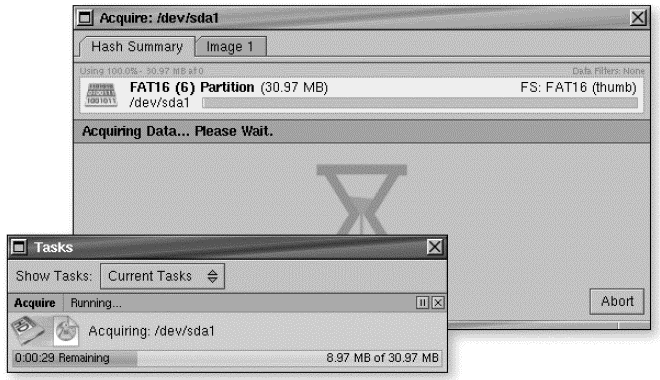 Acquire: /dev/sda1
Hash Summary Image 1
Using 100.0% - 30.97 MB at 0 Data Filters: None
FAT16 (6) Partition (30.97 MB) FS: FAT16 (thumb)
/dev/sda1
Acquiring Data... Please Wait.
Abort
Tasks
Show Tasks: Current Tasks
Acquire Running...
Acquiring: /dev/sda1
0:00:29 Remaining 8.97 MB of 30.97 MB